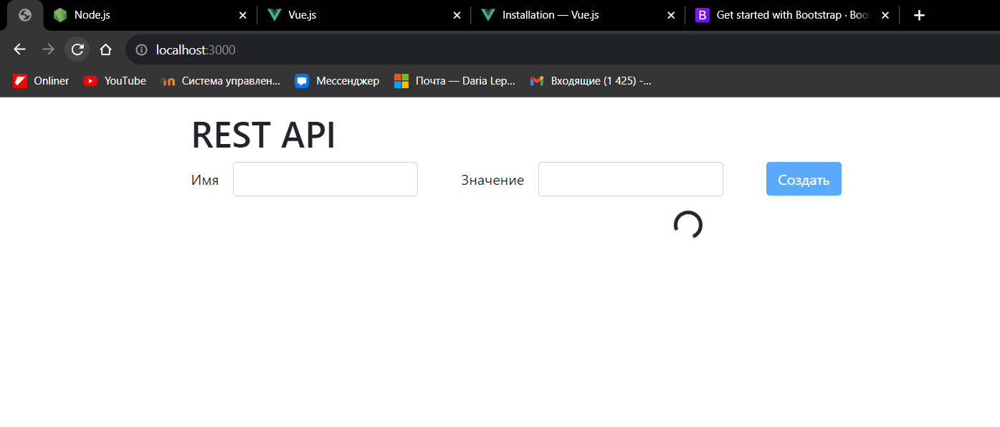 Node.js
Vue.js
Installation — Vue.js
Get started with Bootstrap · Boo
localhost:3000
Onliner
YouTube
Система управлен...
Мессенджер
Почта — Daria Lep...
Входящие (1 425) -...
REST API
Имя
Значение
Создать